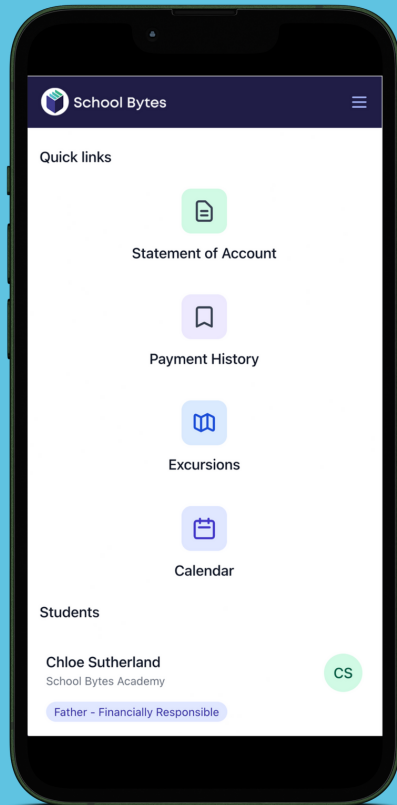 School Bytes
Quick links
Statement of Account
Payment History
Excursions
Calendar
Students
Chloe Sutherland
School Bytes Academy
CS
Father - Financially Responsible